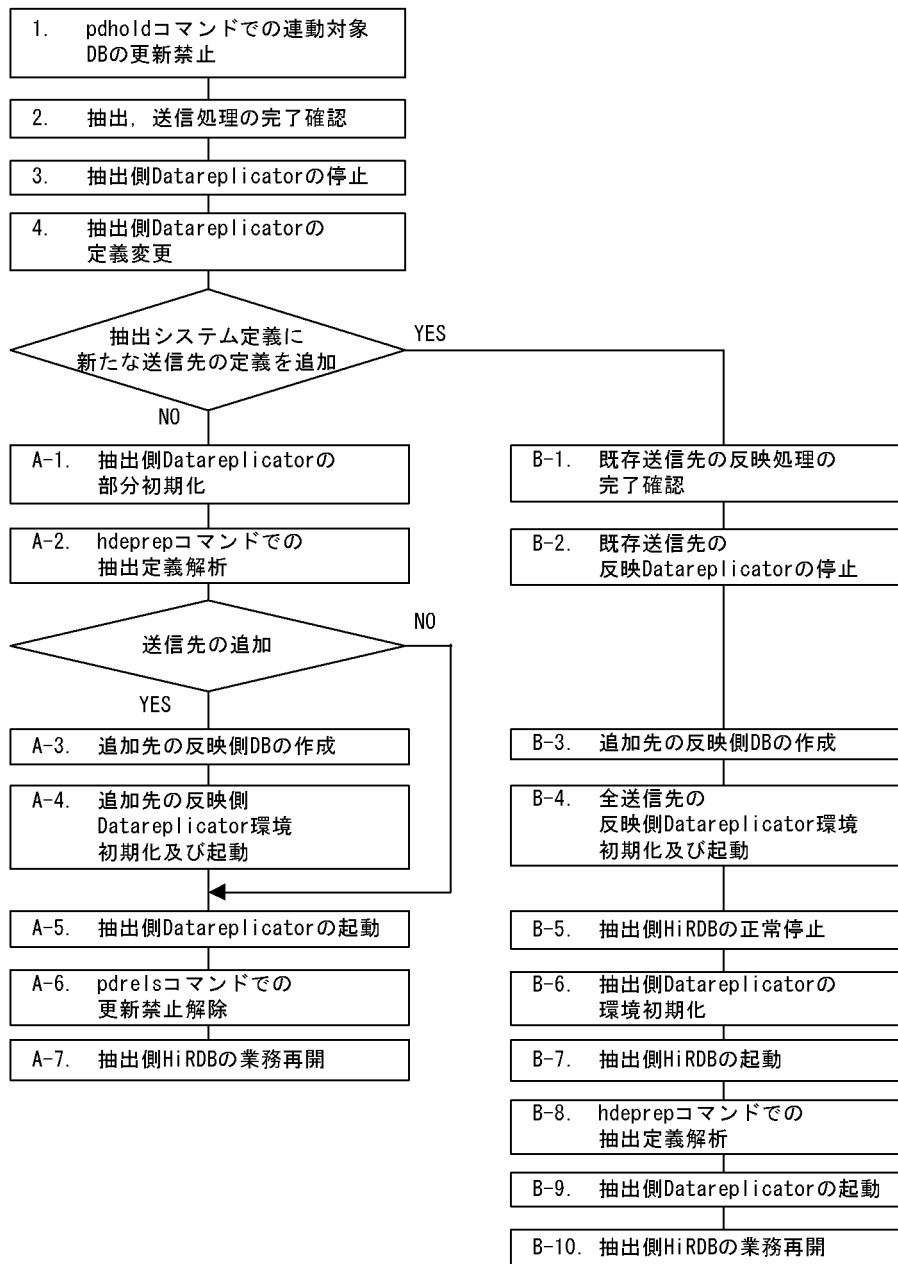 1. pdholdコマンドでの連動対象
DBの更新禁止
2. 抽出，送信処理の完了確認
3. 抽出側Datareplicatorの停止
4. 抽出側Datareplicatorの
定義変更
抽出システム定義に
新たな送信先の定義を追加
YES
NO
A-1. 抽出側Datareplicatorの
部分初期化
A-2. hdeprepコマンドでの
抽出定義解析
送信先の追加
NO
YES
A-3. 追加先の反映側DBの作成
A-4. 追加先の反映側
Datareplicator環境
初期化及び起動
A-5. 抽出側Datareplicatorの起動
A-6. pdrelsコマンドでの
更新禁止解除
A-7. 抽出側HiRDBの業務再開
B-1. 既存送信先の反映処理の
完了確認
B-2. 既存送信先の
反映Datareplicatorの停止
B-3. 追加先の反映側DBの作成
B-4. 全送信先の
反映側Datareplicator環境
初期化及び起動
B-5. 抽出側HiRDBの正常停止
B-6. 抽出側Datareplicatorの
環境初期化
B-7. 抽出側HiRDBの起動
B-8. hdeprepコマンドでの
抽出定義解析
B-9. 抽出側Datareplicatorの起動
B-10. 抽出側HiRDBの業務再開